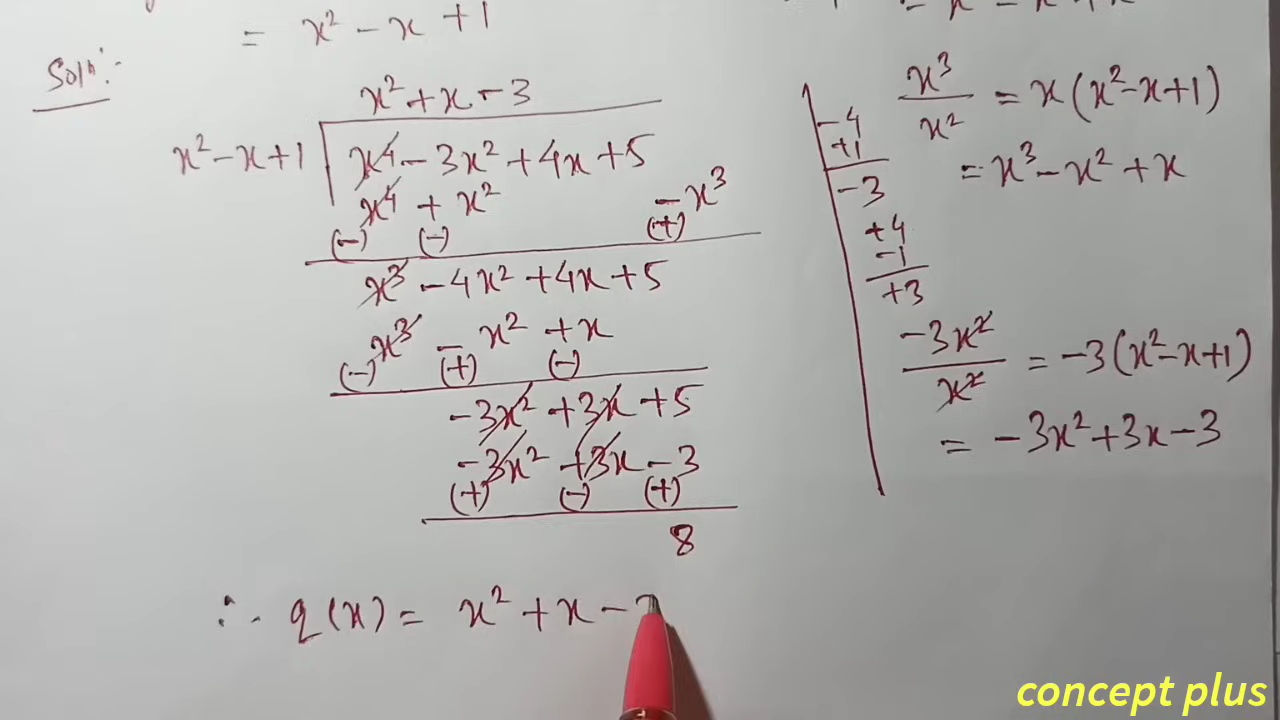 = x² - x + 1
Solⁿ:-
x² + x - 3
x² - x + 1 x⁴ - 3x² + 4x + 5
x⁴ + x² - x³
(-) (-) (+)
x³ - 4x² + 4x + 5
x³ - x² + x
(-) (+) (-)
-3x² + 3x + 5
-3x² + 3x - 3
(+) (-) (+)
8
∴ q(x) = x² + x -
-4
+1
-3
+4
-1
+3
x³/x² = x(x² - x + 1)
= x³ - x² + x
-3x²/x² = -3(x² - x + 1)
= -3x² + 3x - 3
concept plus